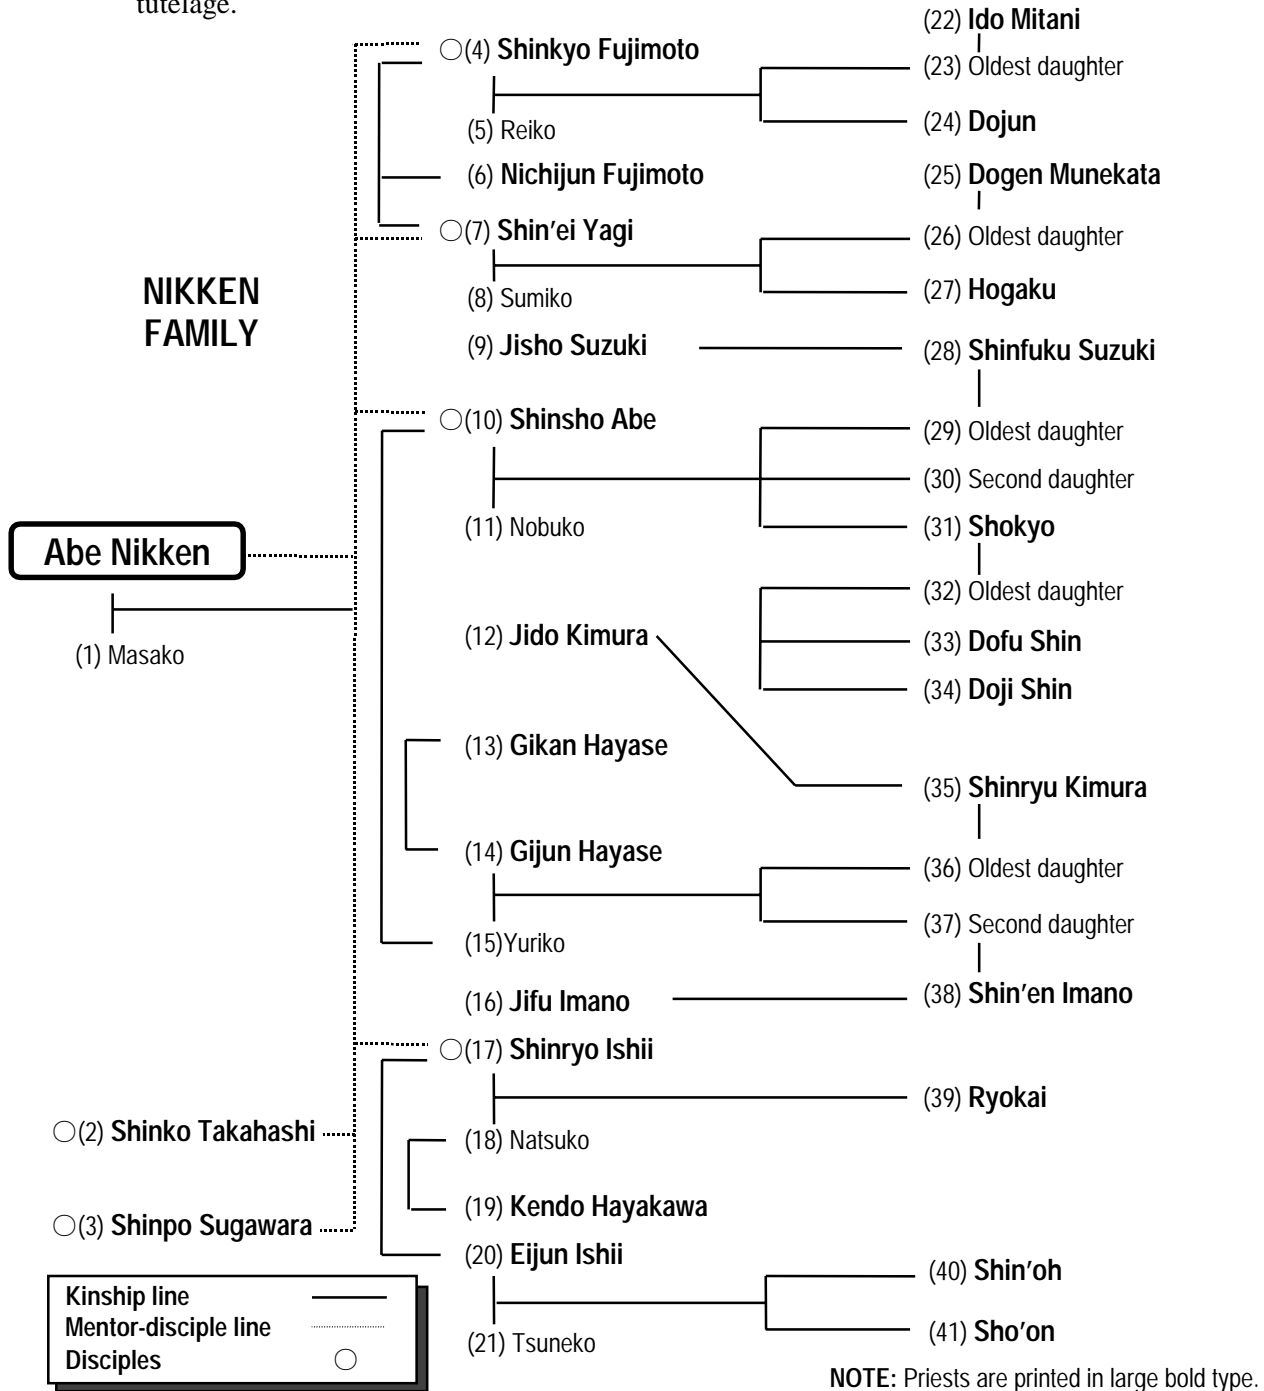 tutelage.
(22) Ido Mitani
○(4) Shinkyo Fujimoto
(23) Oldest daughter
(5) Reiko
(24) Dojun
(6) Nichijun Fujimoto
(25) Dogen Munekata
○(7) Shin'ei Yagi
(26) Oldest daughter
NIKKEN
FAMILY
(8) Sumiko
(27) Hogaku
(9) Jisho Suzuki
(28) Shinfuku Suzuki
○(10) Shinsho Abe
(29) Oldest daughter
(30) Second daughter
(11) Nobuko
(31) Shokyo
Abe Nikken
(32) Oldest daughter
(1) Masako
(12) Jido Kimura
(33) Dofu Shin
(34) Doji Shin
(13) Gikan Hayase
(35) Shinryu Kimura
(14) Gijun Hayase
(36) Oldest daughter
(15)Yuriko
(37) Second daughter
(16) Jifu Imano
(38) Shin'en Imano
○(17) Shinryo Ishii
(39) Ryokai
○(2) Shinko Takahashi
(18) Natsuko
(19) Kendo Hayakawa
○(3) Shinpo Sugawara
(20) Eijun Ishii
(40) Shin'oh
(21) Tsuneko
(41) Sho'on
Kinship line
Mentor-disciple line
Disciples ○
NOTE: Priests are printed in large bold type.